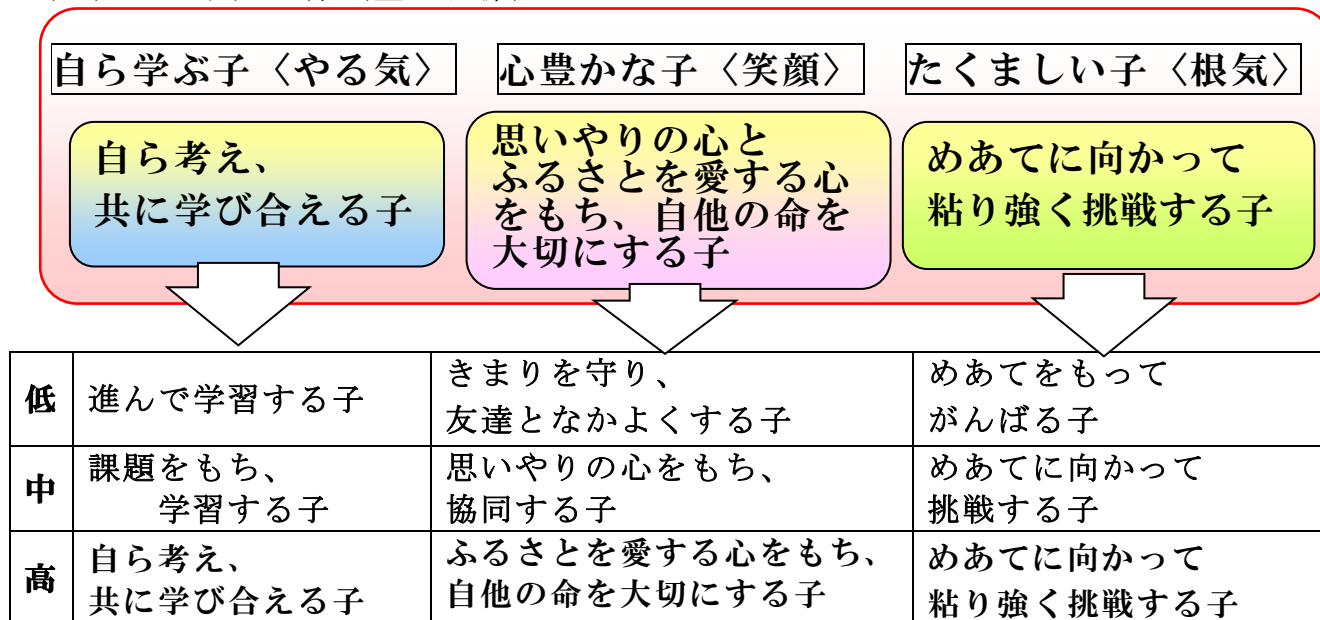 自ら学ぶ子〈やる気〉
心豊かな子〈笑顔〉
たくましい子〈根気〉
自ら考え、
共に学び合える子
思いやりの心と
ふるさとを愛する心
をもち、自他の命を
大切にする子
めあてに向かって
粘り強く挑戦する子
低
進んで学習する子
きまりを守り、
友達となかよくする子
めあてをもって
がんばる子
中
課題をもち、
学習する子
思いやりの心をもち、
協同する子
めあてに向かって
挑戦する子
高
自ら考え、
共に学び合える子
ふるさとを愛する心をもち、
自他の命を大切にする子
めあてに向かって
粘り強く挑戦する子